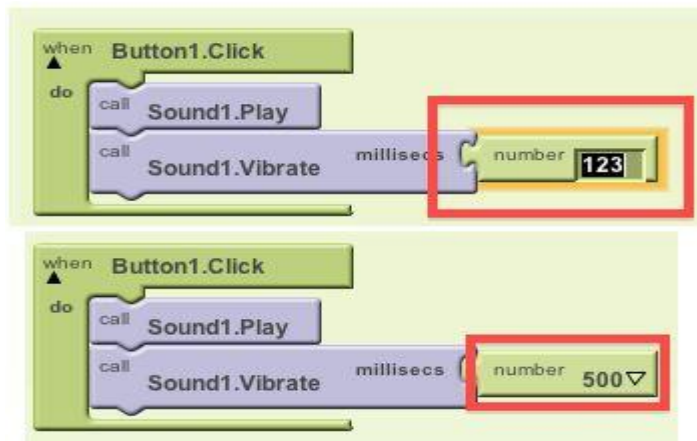 when Button1.Click
do
call Sound1.Play
call Sound1.Vibrate millisecs number 123
when Button1.Click
do
call Sound1.Play
call Sound1.Vibrate millisecs number 500